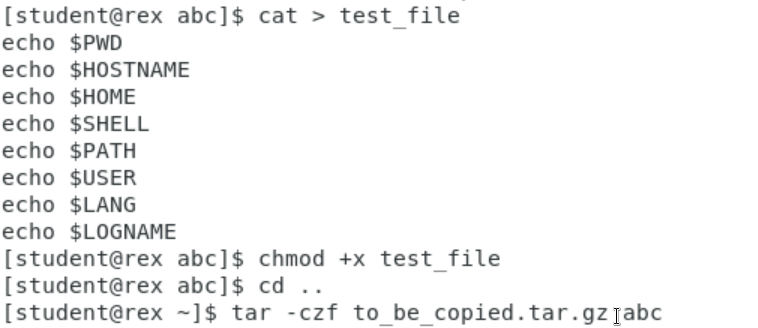 [student@rex abc]$ cat > test_file
echo $PWD
echo $HOSTNAME
echo $HOME
echo $SHELL
echo $PATH
echo $USER
echo $LANG
echo $LOGNAME
[student@rex abc]$ chmod +x test_file
[student@rex abc]$ cd ..
[student@rex ~]$ tar -czf to_be_copied.tar.gz abc